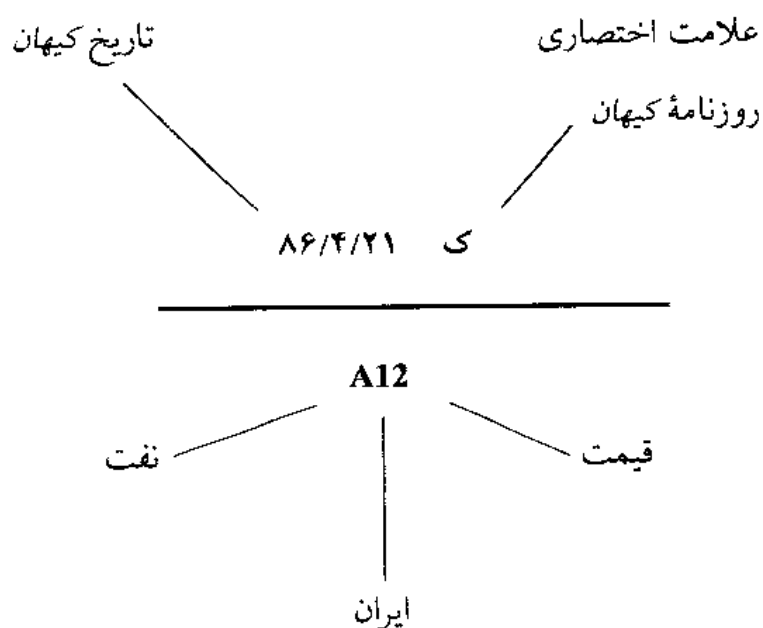 علامت اختصاری
روزنامهٔ کیهان
تاریخ کیهان
ک ۸۶/۴/۲۱
A12
قیمت
نفت
ایران